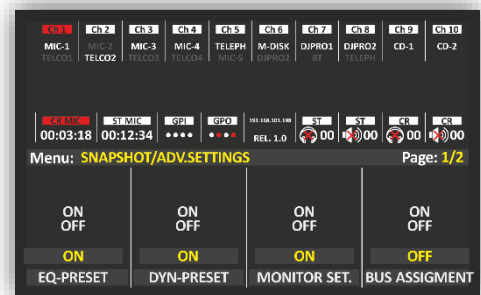 Ch 1 Ch 2 Ch 3 Ch 4 Ch 5 Ch 6 Ch 7 Ch 8 Ch 9 Ch 10
MIC-1 MIC-2 MIC-3 MIC-4 TELEPH M-DISK DJPRO1 DJPRO2 CD-1 CD-2
TELCO1 TELCO2 TELCO3 TELCO4 MIC-5 DJPRO2 BT TELEPH
CR MIC ST MIC GPI GPO 192.168.101.198 ST ST CR CR
00:03:18 00:12:34 REL. 1.0 00 00 00 00
Menu: SNAPSHOT/ADV.SETTINGS Page: 1/2
ON ON ON ON
OFF OFF OFF OFF
ON ON ON OFF
EQ-PRESET DYN-PRESET MONITOR SET. BUS ASSIGMENT